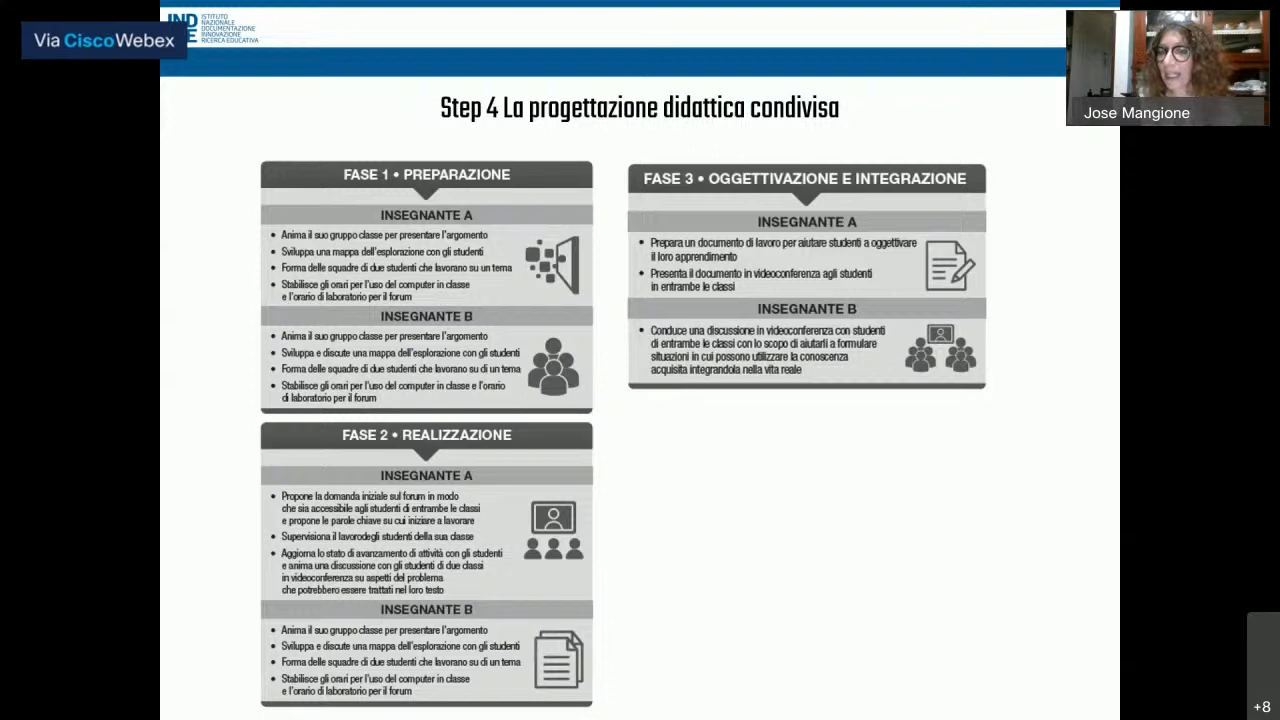 IND
RE
ISTITUTO
NAZIONALE
DOCUMENTAZIONE
INNOVAZIONE
RICERCA EDUCATIVA
Via CiscoWebex
Jose Mangione
Step 4 La progettazione didattica condivisa
FASE 1 • PREPARAZIONE
INSEGNANTE A
• Anima il suo gruppo classe per presentare l'argomento
• Sviluppa una mappa dell'esplorazione con gli studenti
• Forma delle squadre di due studenti che lavorano su un tema
• Stabilisce gli orari per l'uso del computer in classe
e l'orario di laboratorio per il forum
INSEGNANTE B
• Anima il suo gruppo classe per presentare l'argomento
• Sviluppa e discute una mappa dell'esplorazione con gli studenti
• Forma delle squadre di due studenti che lavorano su di un tema
• Stabilisce gli orari per l'uso del computer in classe e l'orario
di laboratorio per il forum
FASE 2 • REALIZZAZIONE
INSEGNANTE A
• Propone la domanda iniziale sul forum in modo
che sia accessibile agli studenti di entrambe le classi
e propone le parole chiave su cui iniziare a lavorare
• Supervisiona il lavorodegli studenti della sua classe
• Aggiorna lo stato di avanzamento di attività con gli studenti
e anima una discussione con gli studenti di due classi
in videoconferenza su aspetti del problema
che potrebbero essere trattati nel loro testo
INSEGNANTE B
• Anima il suo gruppo classe per presentare l'argomento
• Sviluppa e discute una mappa dell'esplorazione con gli studenti
• Forma delle squadre di due studenti che lavorano su di un tema
• Stabilisce gli orari per l'uso del computer in classe
e l'orario di laboratorio per il forum
FASE 3 • OGGETTIVAZIONE E INTEGRAZIONE
INSEGNANTE A
• Prepara un documento di lavoro per aiutare studenti a oggettivare
il loro apprendimento
• Presenta il documento in videoconferenza agli studenti
in entrambe le classi
INSEGNANTE B
• Conduce una discussione in videoconferenza con studenti
di entrambe le classi con lo scopo di aiutarli a formulare
situazioni in cui possono utilizzare la conoscenza
acquisita integrandola nella vita reale
+8